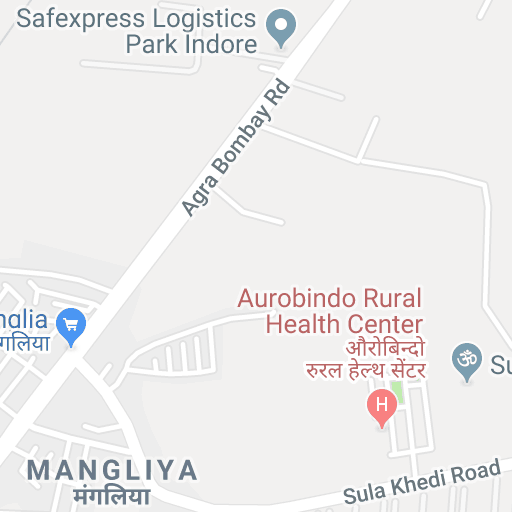 Safexpress Logistics
Park Indore
Agra Bombay Rd
Aurobindo Rural
Health Center
औरोबिन्दो
रुरल हेल्थ सेंटर
H
ॐ
Su
MANGLIYA
मंगलिया
Sula Khedi Road